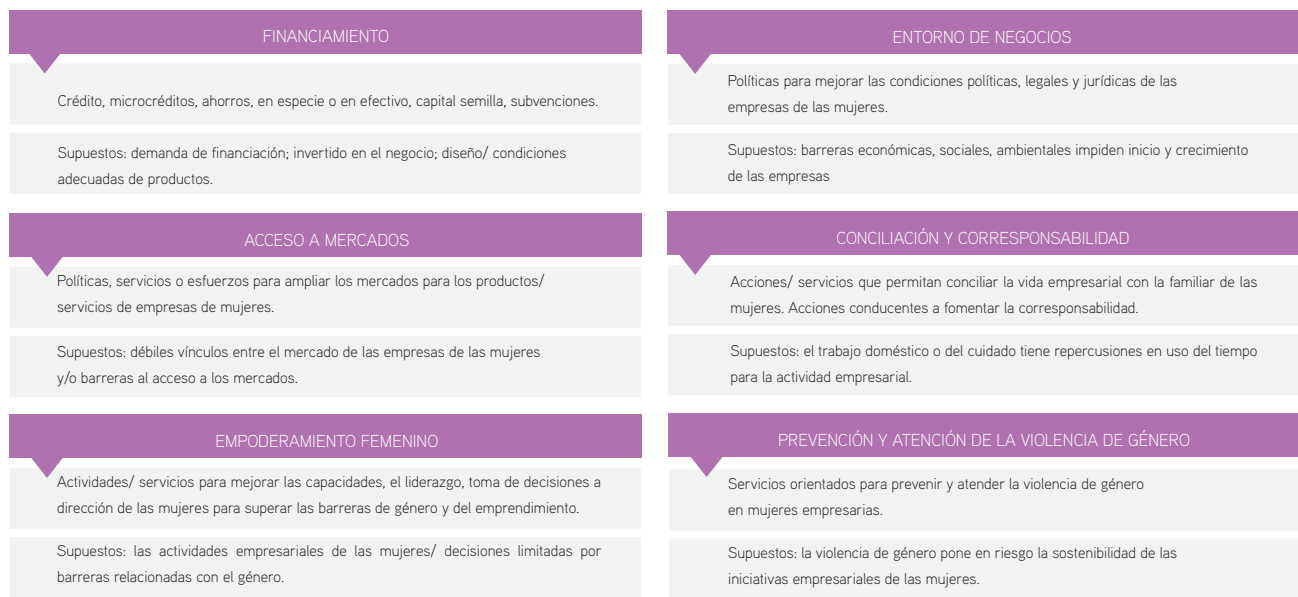 FINANCIAMIENTO
Crédito, microcréditos, ahorros, en especie o en efectivo, capital semilla, subvenciones.
Supuestos: demanda de financiación; invertido en el negocio; diseño/ condiciones
adecuadas de productos.
ACCESO A MERCADOS
Políticas, servicios o esfuerzos para ampliar los mercados para los productos/
servicios de empresas de mujeres.
Supuestos: débiles vínculos entre el mercado de las empresas de las mujeres
y/o barreras al acceso a los mercados.
EMPODERAMIENTO FEMENINO
Actividades/ servicios para mejorar las capacidades, el liderazgo, toma de decisiones a
dirección de las mujeres para superar las barreras de género y del emprendimiento.
Supuestos: las actividades empresariales de las mujeres/ decisiones limitadas por
barreras relacionadas con el género.
ENTORNO DE NEGOCIOS
Políticas para mejorar las condiciones políticas, legales y jurídicas de las
empresas de las mujeres.
Supuestos: barreras económicas, sociales, ambientales impiden inicio y crecimiento
de las empresas
CONCILIACIÓN Y CORRESPONSABILIDAD
Acciones/ servicios que permitan conciliar la vida empresarial con la familiar de las
mujeres. Acciones conducentes a fomentar la corresponsabilidad.
Supuestos: el trabajo doméstico o del cuidado tiene repercusiones en uso del tiempo
para la actividad empresarial.
PREVENCIÓN Y ATENCIÓN DE LA VIOLENCIA DE GÉNERO
Servicios orientados para prevenir y atender la violencia de género
en mujeres empresarias.
Supuestos: la violencia de género pone en riesgo la sostenibilidad de las
iniciativas empresariales de las mujeres.